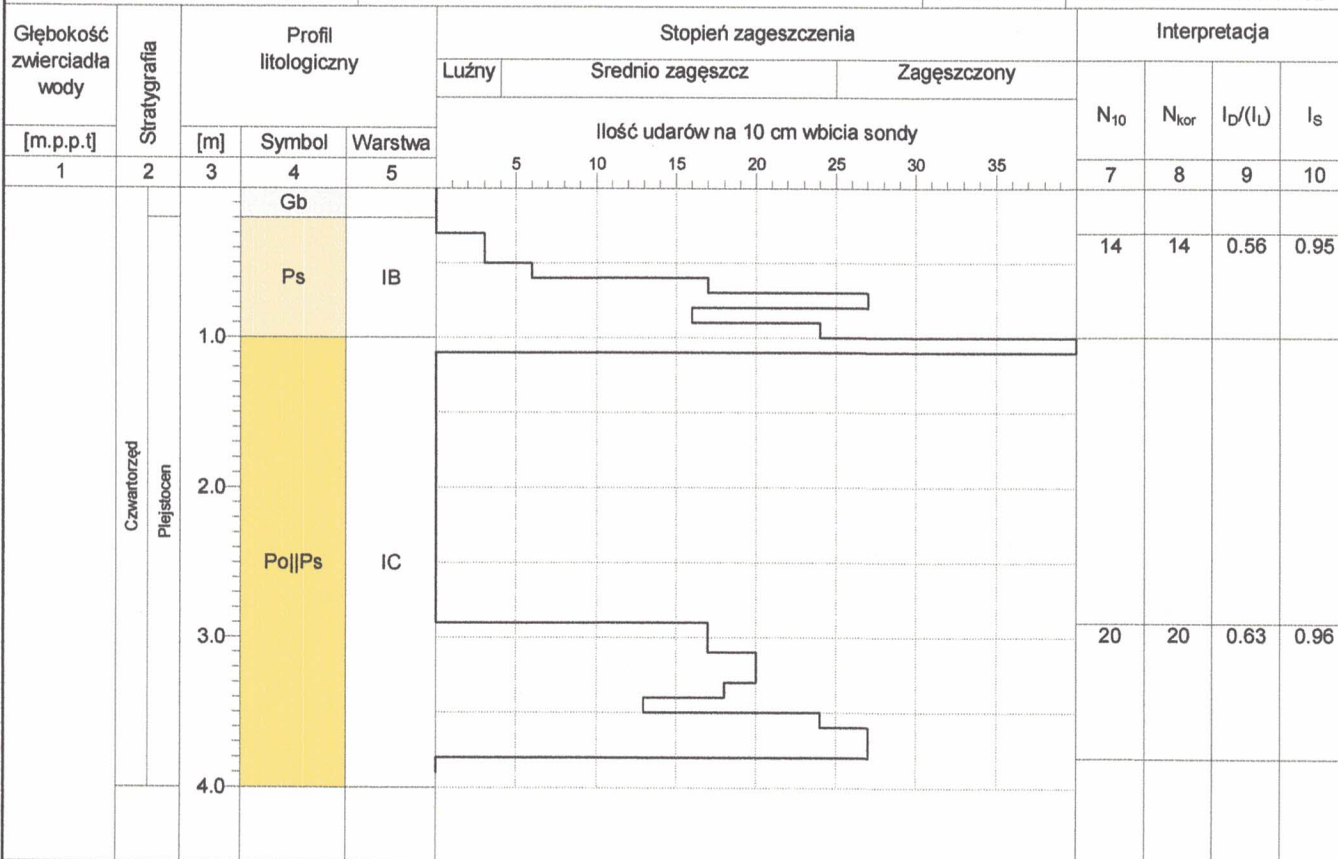 Głębokość
zwierciadła
wody
[m.p.p.t]
1
Stratygrafia
2
Profil
litologiczny
[m]
Symbol
Warstwa
3
4
5
Stopień zageszczenia
Luźny
Srednio zagęszcz
Zagęszczony
Ilość udarów na 10 cm wbicia sondy
5 10 15 20 25 30 35
Interpretacja
N10 Nkor ID/(IL) IS
7 8 9 10
Gb
14 14 0.56 0.95
Ps IB
1.0
2.0
Czwartorzęd
Plejstocen
Po||Ps IC
3.0
20 20 0.63 0.96
4.0